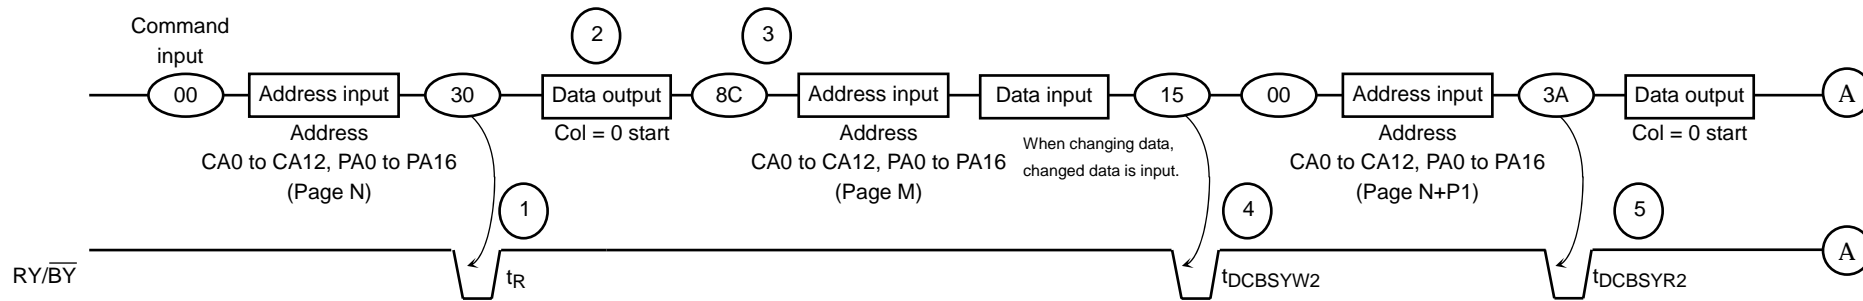 Command
input
2
3
00
Address input
30
Data output
8C
Address input
Data input
15
00
Address input
3A
Data output
A
Address
CA0 to CA12, PA0 to PA16
(Page N)
Col = 0 start
Address
CA0 to CA12, PA0 to PA16
(Page M)
When changing data,
changed data is input.
Address
CA0 to CA12, PA0 to PA16
(Page N+P1)
Col = 0 start
1
4
5
RY/BY
tR
tDCBSYW2
tDCBSYR2
A